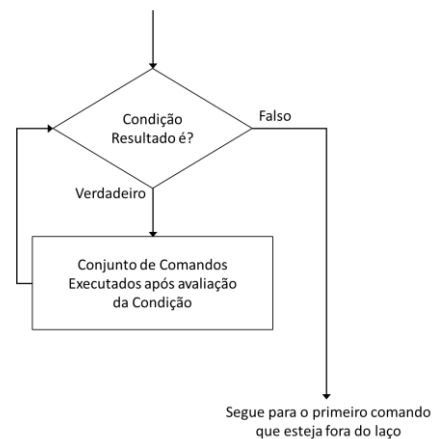 Condição
Resultado é?
Falso
Verdadeiro
Conjunto de Comandos
Executados após avaliação
da Condição
Segue para o primeiro comando
que esteja fora do laço